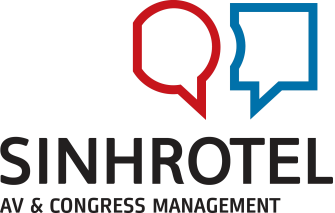 SINHROTEL
AV & CONGRESS MANAGEMENT